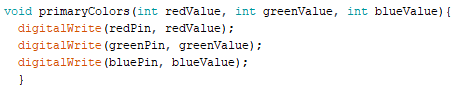 void primaryColors(int redValue, int greenValue, int blueValue){
  digitalWrite(redPin, redValue);
  digitalWrite(greenPin, greenValue);
  digitalWrite(bluePin, blueValue);
  }